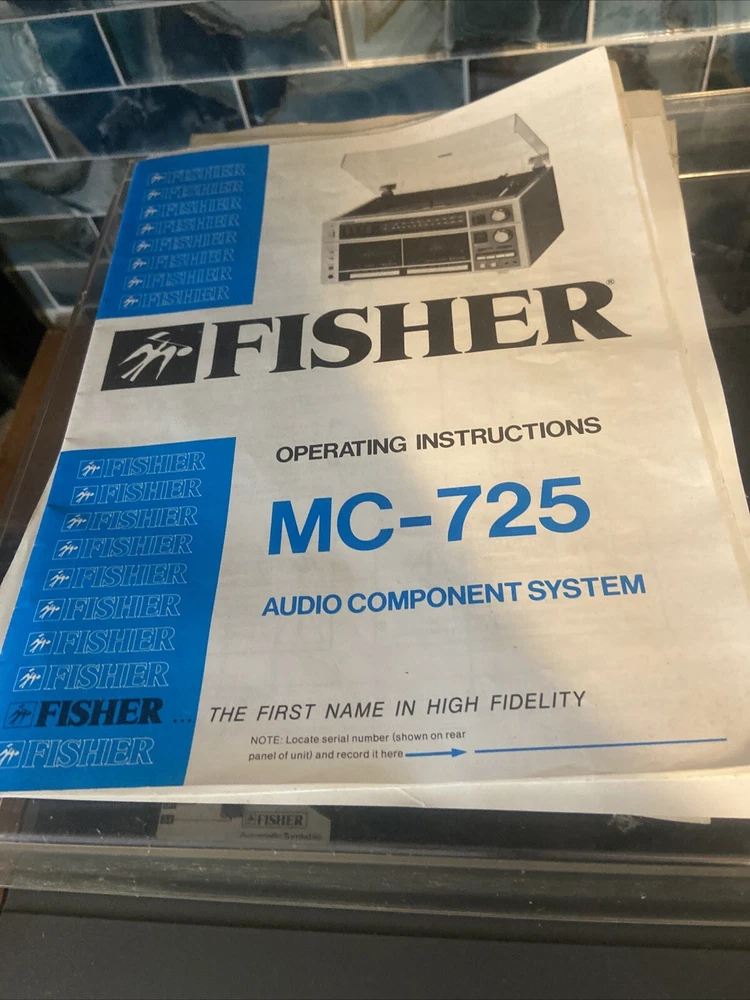 FISHER
FISHER
FISHER
FISHER
FISHER
FISHER
FISHER
FISHER
FISHER®
OPERATING INSTRUCTIONS
MC-725
AUDIO COMPONENT SYSTEM
FISHER
FISHER
FISHER
FISHER
FISHER
FISHER
FISHER
FISHER
FISHER... THE FIRST NAME IN HIGH FIDELITY
FISHER
NOTE: Locate serial number (shown on rear
panel of unit) and record it here
FISHER
Automatic Turntable